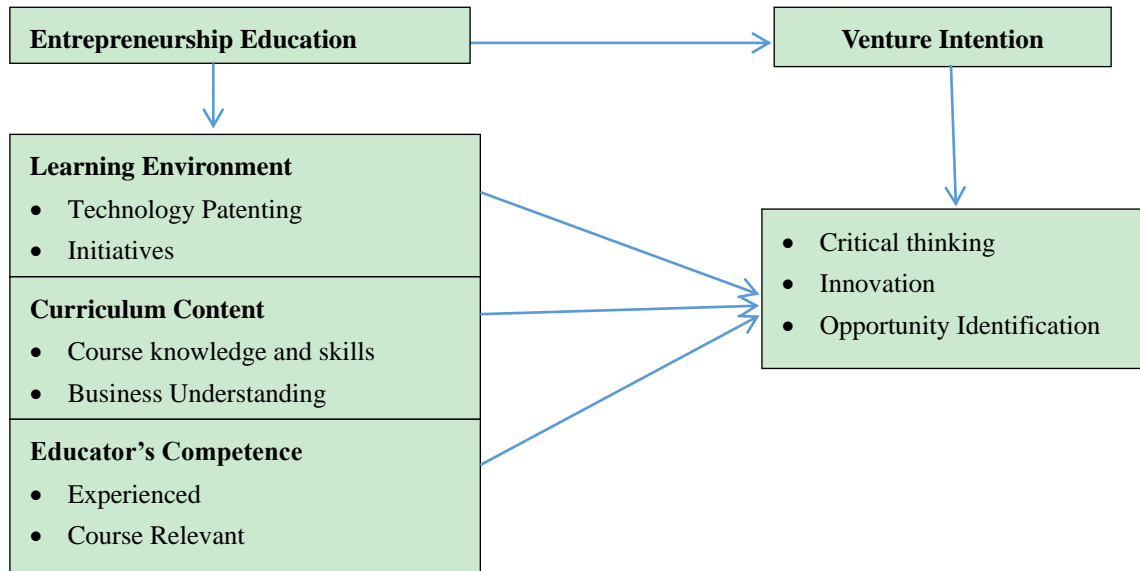 Entrepreneurship Education
Venture Intention
Learning Environment
• Technology Patenting
• Initiatives
Curriculum Content
• Course knowledge and skills
• Business Understanding
Educator’s Competence
• Experienced
• Course Relevant
• Critical thinking
• Innovation
• Opportunity Identification